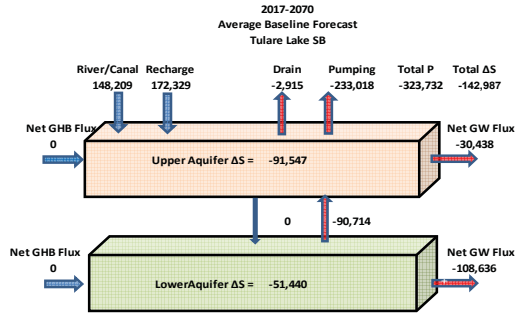 2017-2070
Average Baseline Forecast
Tulare Lake SB
River/Canal Recharge Drain Pumping Total P Total ΔS
148,209 172,329 -2,915 -233,018 -323,732 -142,987
Net GHB Flux Net GW Flux
0 -30,438
Upper Aquifer ΔS = -91,547
0 -90,714
Net GHB Flux Net GW Flux
0 -108,636
LowerAquifer ΔS = -51,440